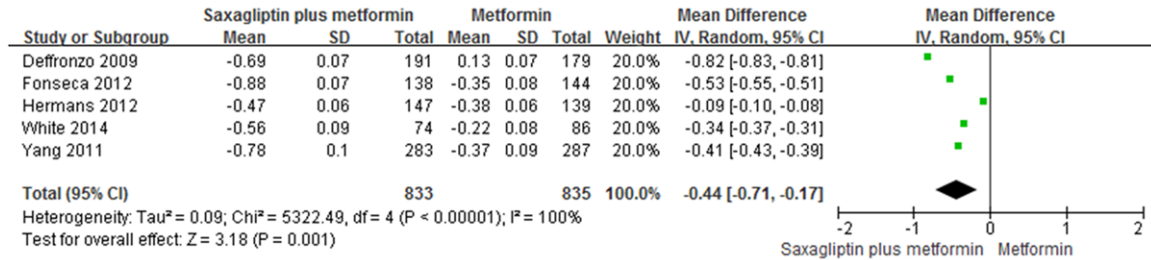 Saxagliptin plus metformin Metformin Mean Difference Mean Difference
Study or Subgroup Mean SD Total Mean SD Total Weight IV, Random, 95% CI IV, Random, 95% CI
Deffronzo 2009 -0.69 0.07 191 0.13 0.07 179 20.0% -0.82 [-0.83, -0.81]
Fonseca 2012 -0.88 0.07 138 -0.35 0.08 144 20.0% -0.53 [-0.55, -0.51]
Hermans 2012 -0.47 0.06 147 -0.38 0.06 139 20.0% -0.09 [-0.10, -0.08]
White 2014 -0.56 0.09 74 -0.22 0.08 86 20.0% -0.34 [-0.37, -0.31]
Yang 2011 -0.78 0.1 283 -0.37 0.09 287 20.0% -0.41 [-0.43, -0.39]
Total (95% CI) 833 835 100.0% -0.44 [-0.71, -0.17]
Heterogeneity: Tau² = 0.09; Chi² = 5322.49, df = 4 (P < 0.00001); I² = 100%
Test for overall effect: Z = 3.18 (P = 0.001)
-2 -1 0 1 2
Saxagliptin plus metformin Metformin